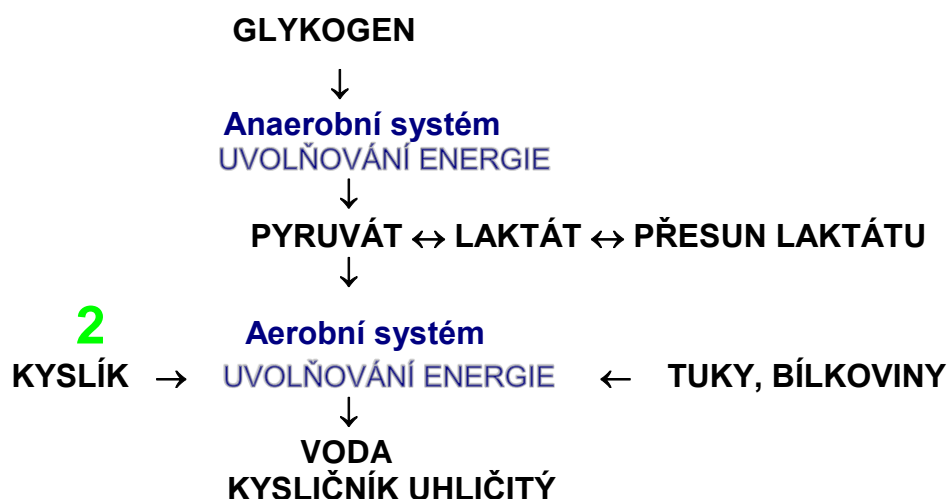 GLYKOGEN
↓
Anaerobní systém
UVOLŇOVÁNÍ ENERGIE
↓
PYRUVÁT ↔ LAKTÁT ↔ PŘESUN LAKTÁTU
↓
2 Aerobní systém
KYSLÍK → UVOLŇOVÁNÍ ENERGIE ← TUKY, BÍLKOVINY
↓
VODA
KYSLIČNÍK UHLIČITÝ